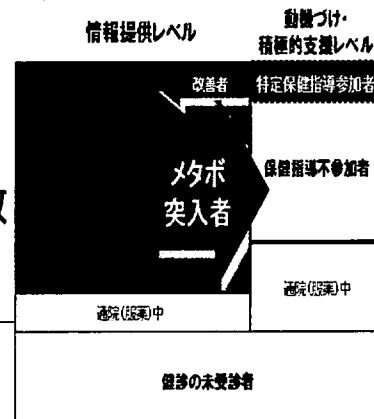 情報提供レベル
動機づけ・
積極的支援レベル
改善者
特定保健指導参加者
メタボ
突入者
保健指導不参加者
通院(服薬)中
通院(服薬)中
健診の未受診者